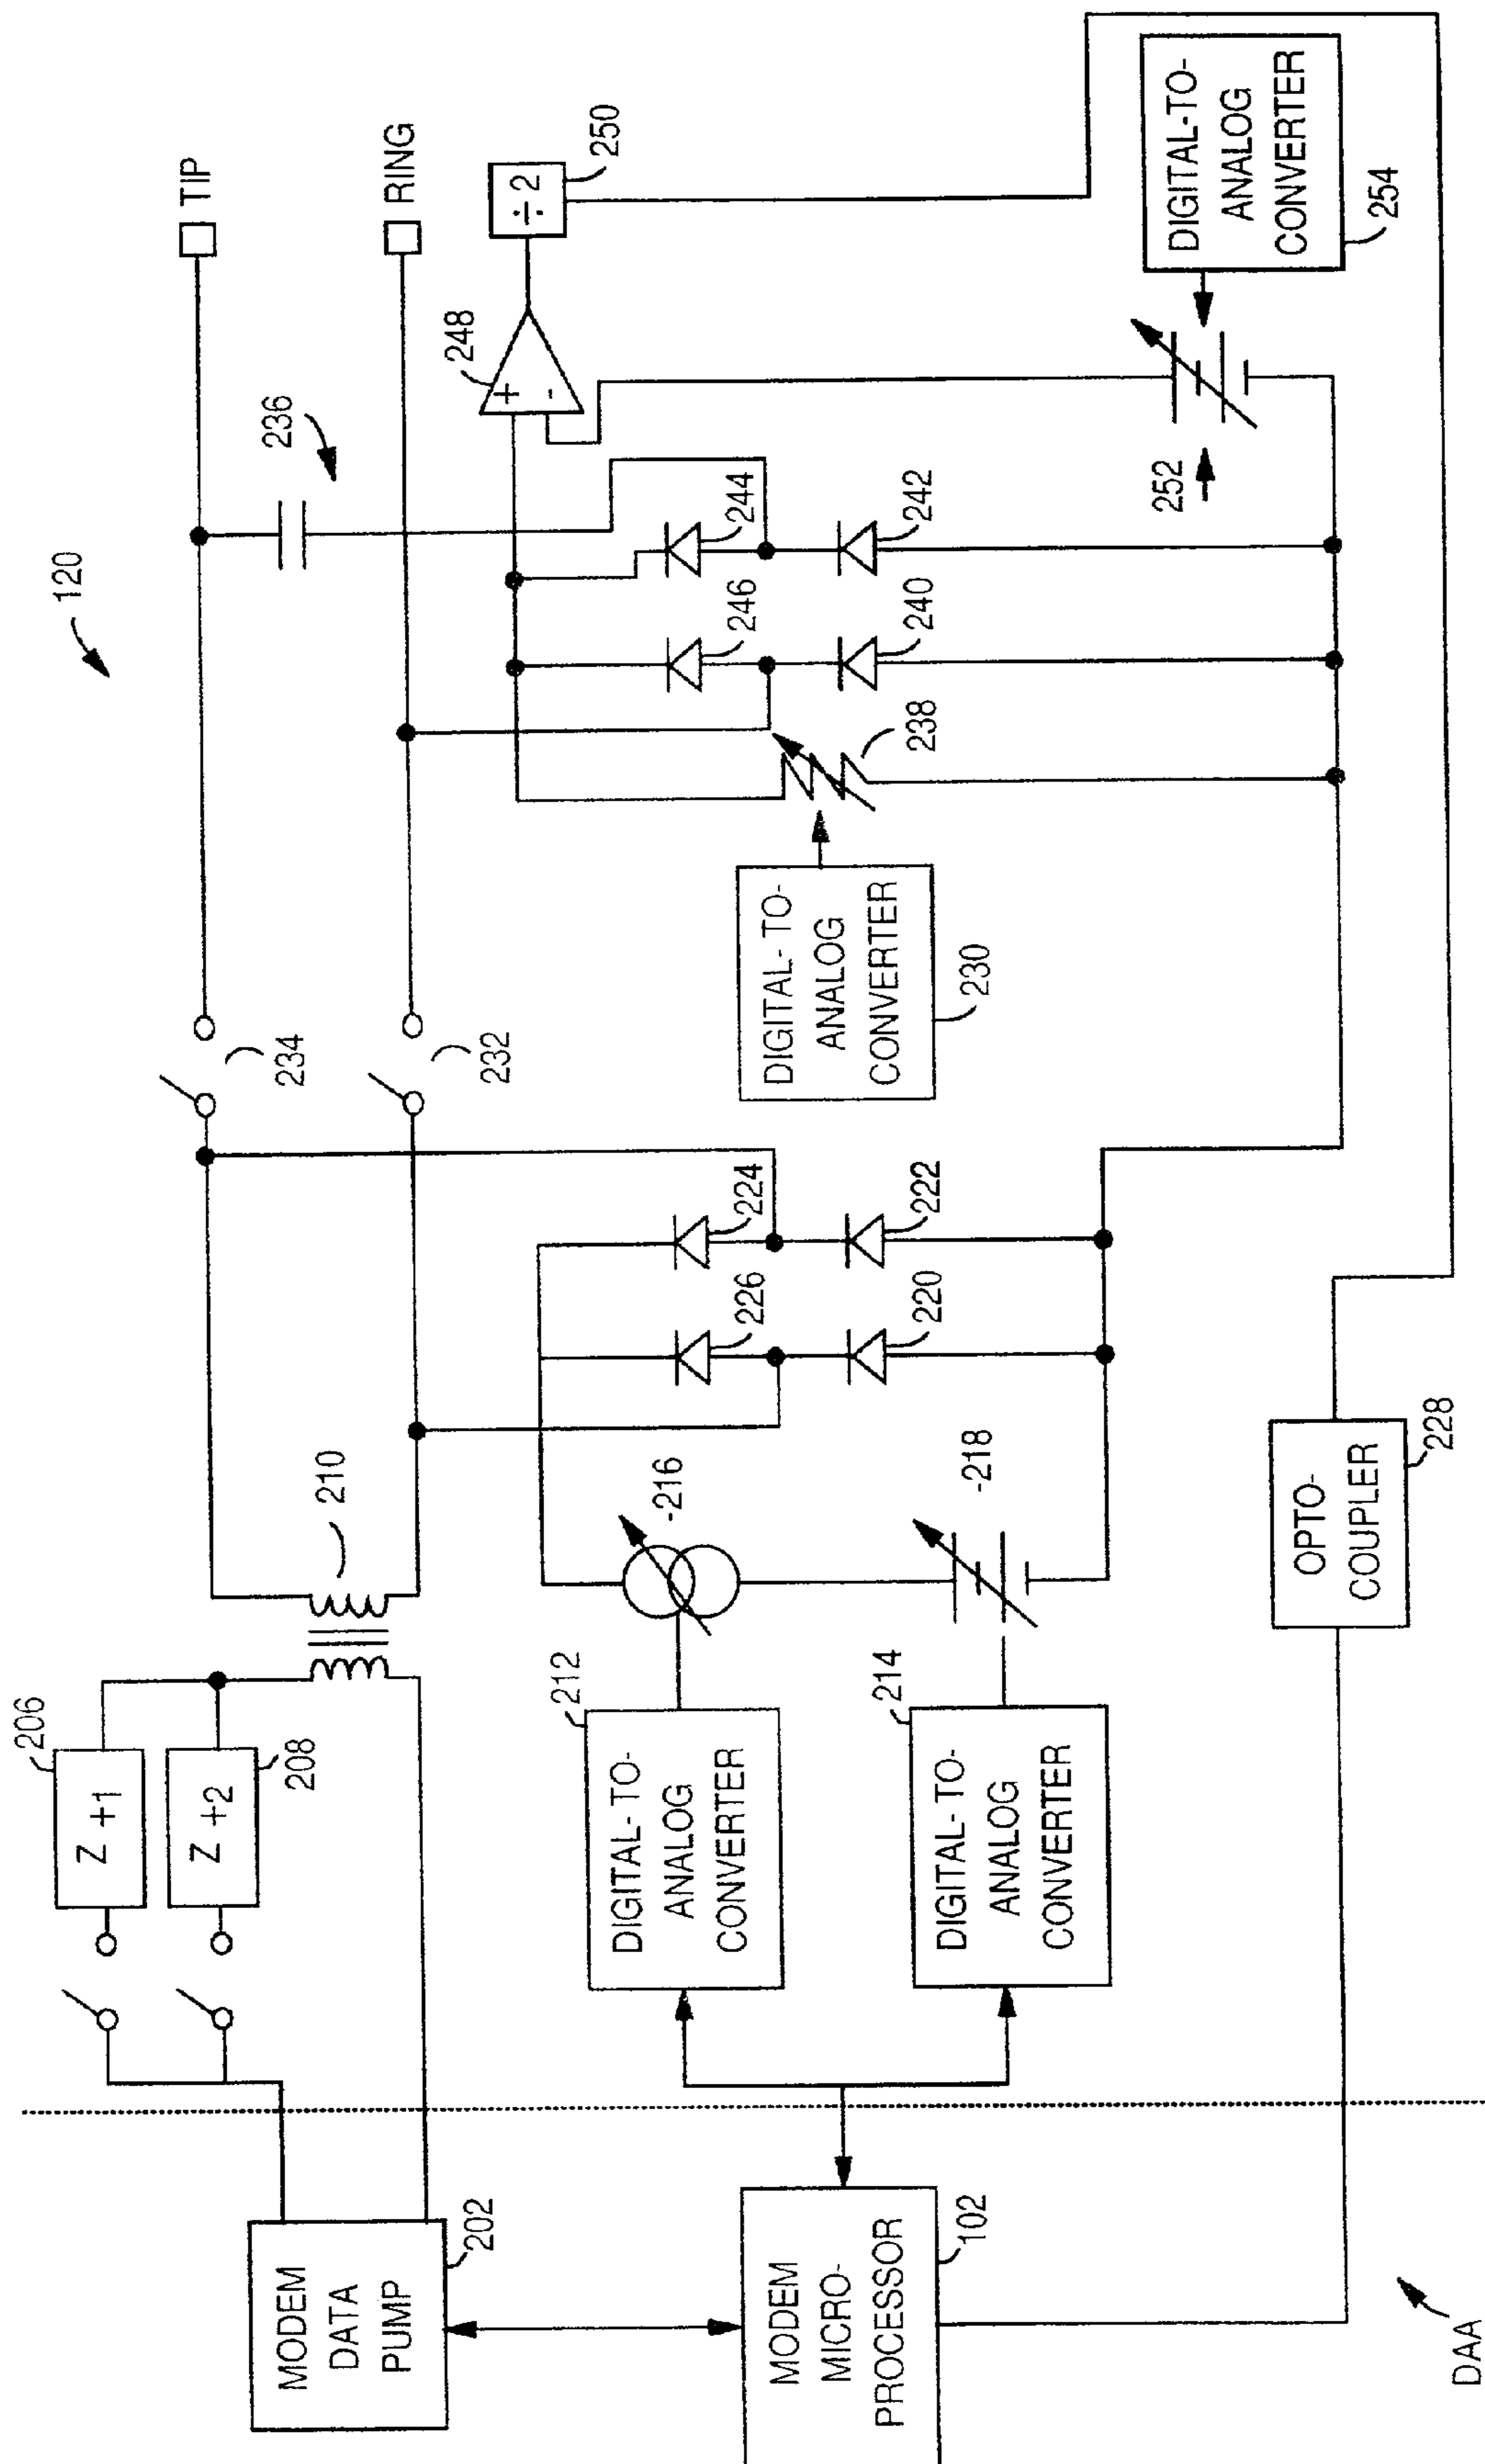 120
TIP
RING
236
248
÷ 2
250
+
-
244
242
246
240
238
252
DIGITAL-TO-
ANALOG
CONVERTER
254
DIGITAL- TO-
ANALOG
CONVERTER
230
234
232
224
222
226
220
210
-216
-218
OPTO-
COUPLER
228
206
Z +1
208
Z +2
212
DIGITAL- TO-
ANALOG
CONVERTER
214
DIGITAL- TO-
ANALOG
CONVERTER
MODEM
DATA
PUMP
202
MODEM
MICRO-
PROCESSOR
102
DAA